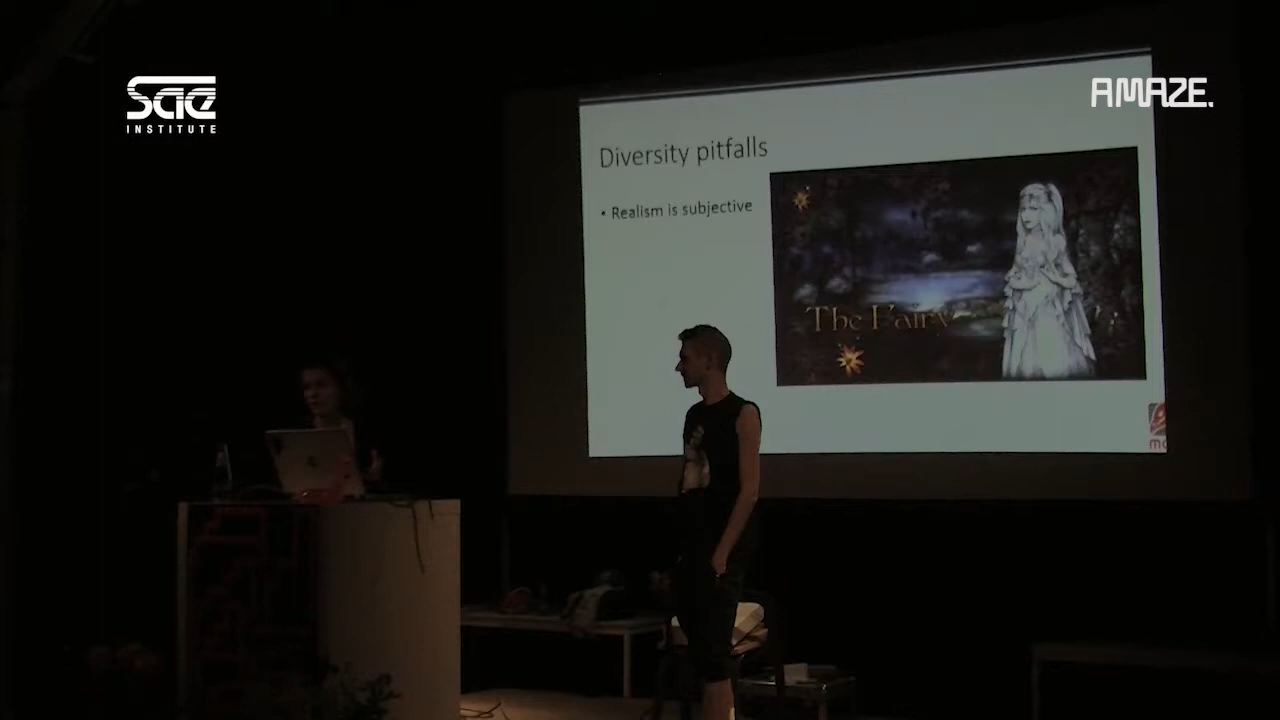 Sae
INSTITUTE
AMAZE.
Diversity pitfalls
• Realism is subjective
The Fairy